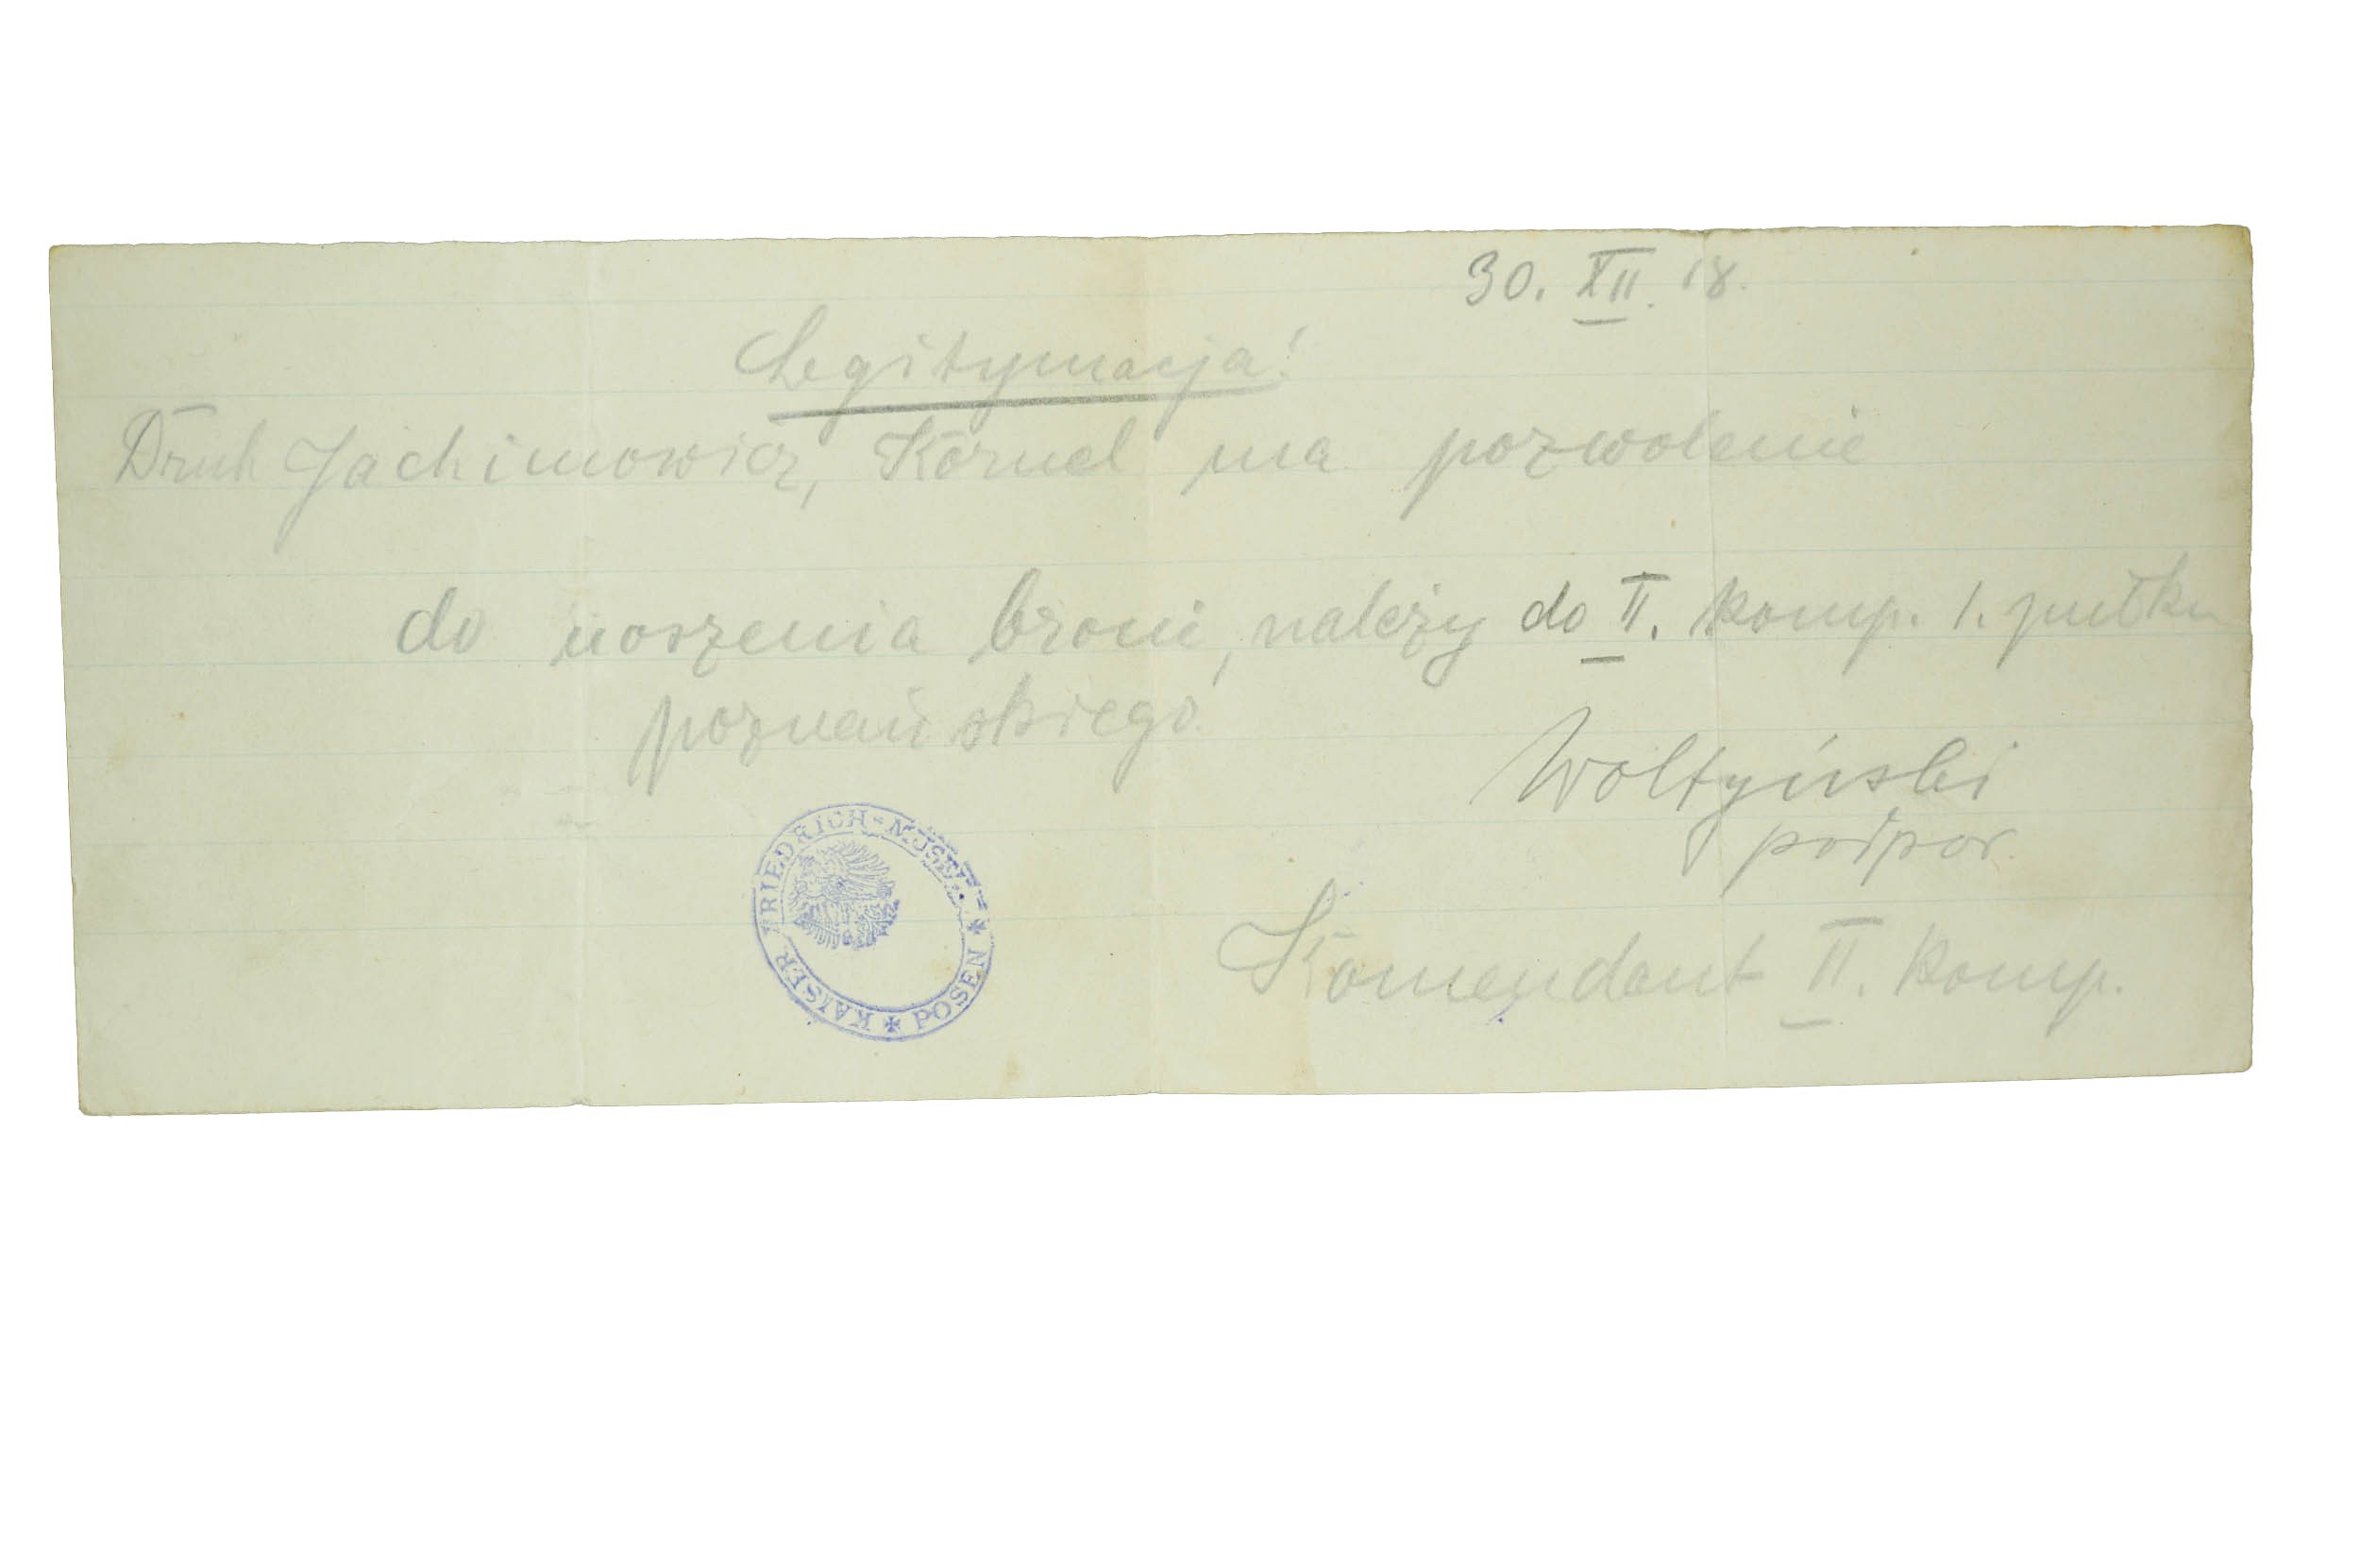 30. XII. 18.
Legitymacja!
Druh Jachimowicz, Kornel ma pozwolenie
do noszenia broni, należy do II. komp. 1. pułku
poznańskiego.
Wołtyński
podpor.
Komendant II. komp.
KAISER FRIEDRICH-MUSEUM * POSEN *